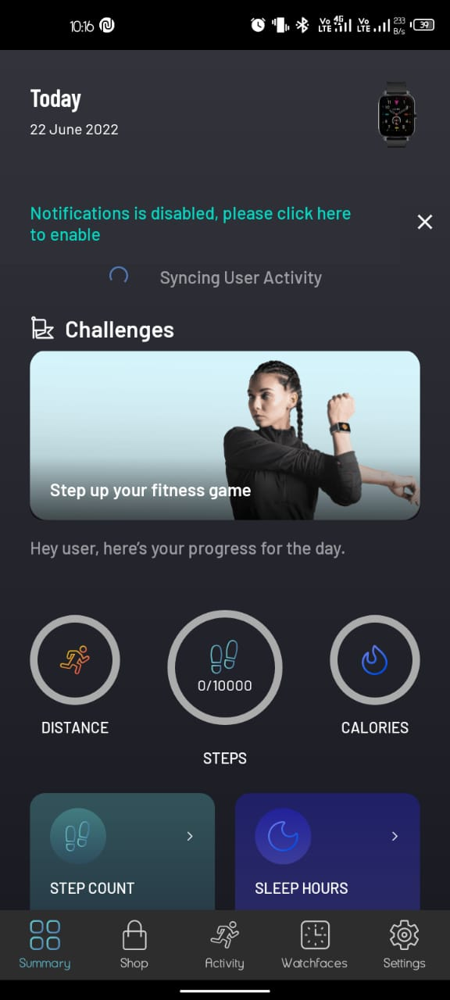 10:16
Vo LTE 4G Vo LTE 233 B/s 39
Today
22 June 2022
Notifications is disabled, please click here
to enable
Syncing User Activity
Challenges
Step up your fitness game
Hey user, here’s your progress for the day.
0/10000
DISTANCE
CALORIES
STEPS
STEP COUNT
SLEEP HOURS
Summary
Shop
Activity
Watchfaces
Settings